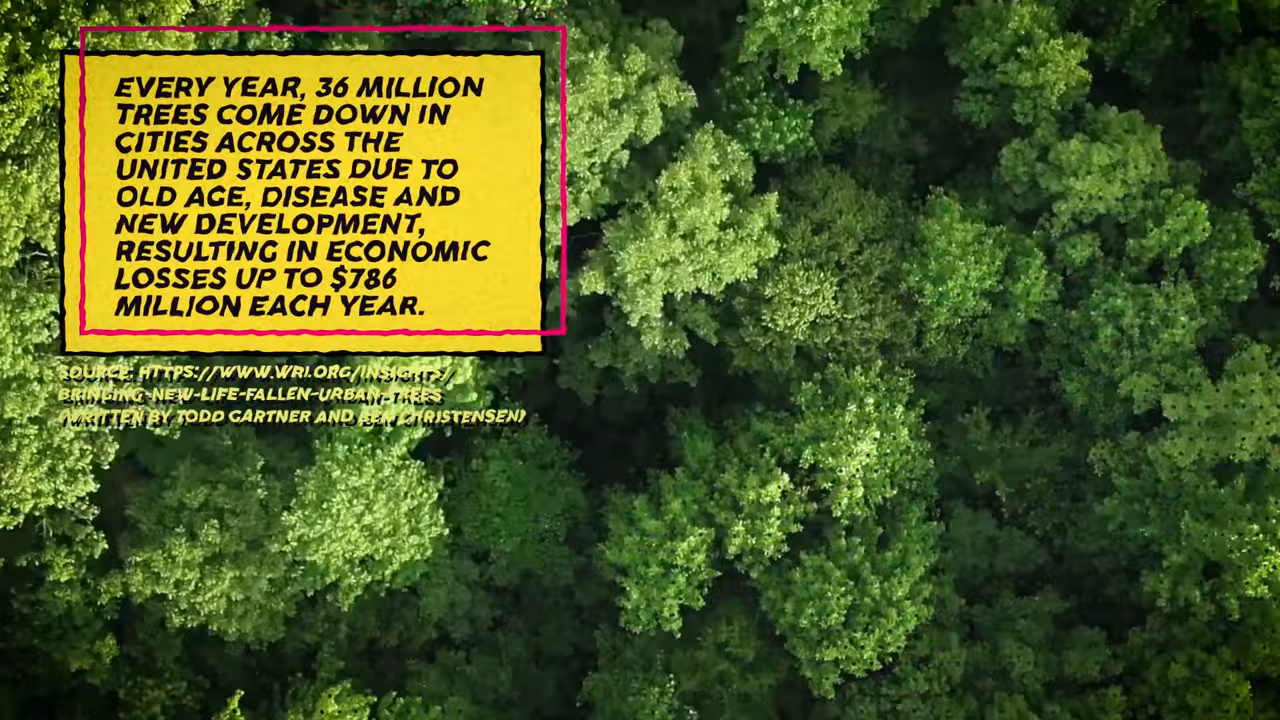 EVERY YEAR, 36 MILLION
TREES COME DOWN IN
CITIES ACROSS THE
UNITED STATES DUE TO
OLD AGE, DISEASE AND
NEW DEVELOPMENT,
RESULTING IN ECONOMIC
LOSSES UP TO $786
MILLION EACH YEAR.
SOURCE: HTTPS://WWW.WRI.ORG/INSIGHTS/
BRINGING-NEW-LIFE-FALLEN-URBAN-TREES
(WRITTEN BY TODD GARTNER AND BEN CHRISTENSEN)